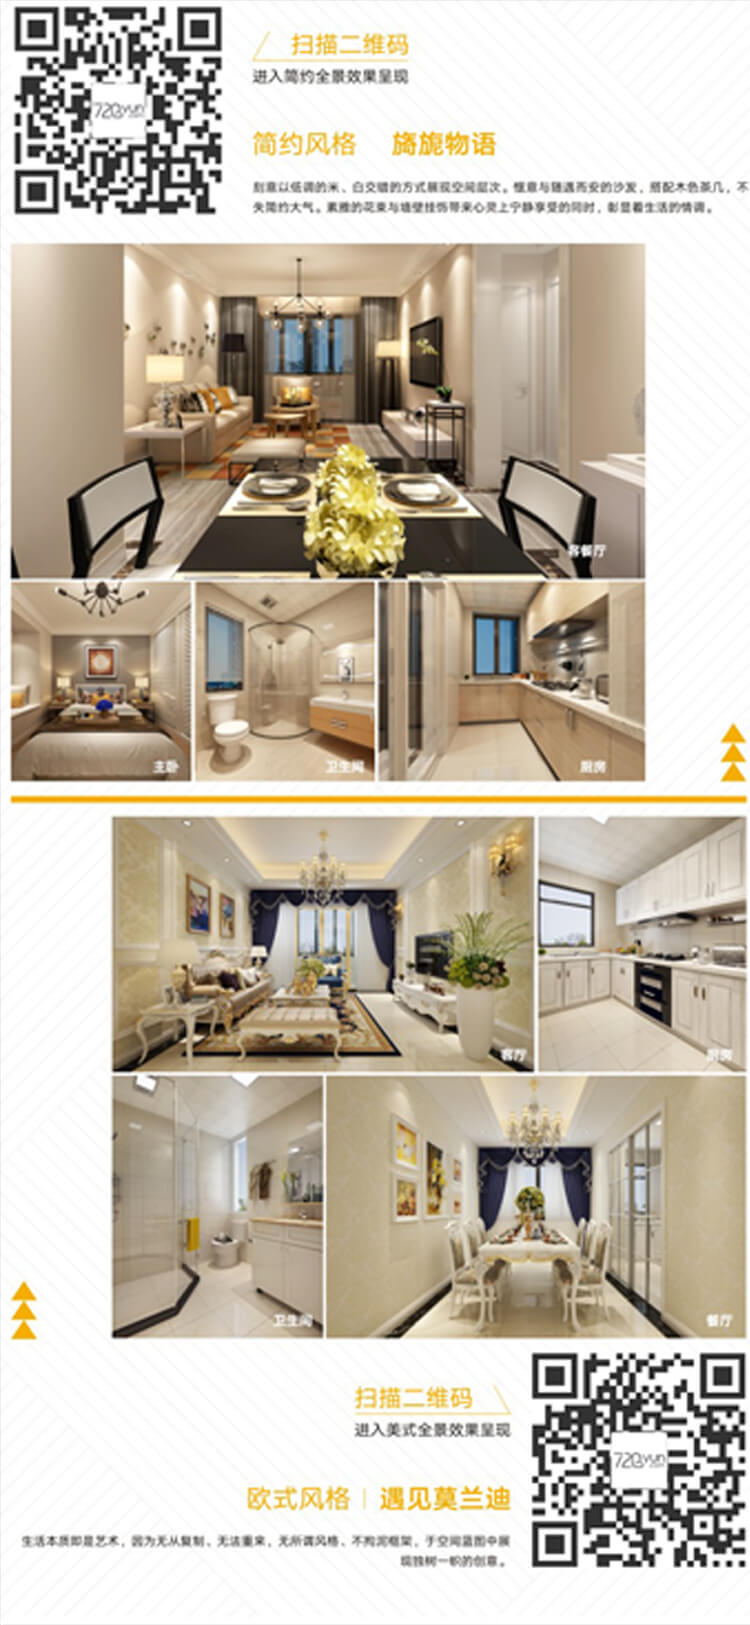 720yun
扫描二维码
进入简约全景效果呈现
简约风格 旖旎物语
刻意以低调的米、白交错的方式展现空间层次。惬意与随遇而安的沙发，搭配木色茶几，不
失简约大气。素雅的花束与墙壁挂饰带来心灵上宁静享受的同时，彰显着生活的情调。
客餐厅
主卧
卫生间
厨房
客厅
厨房
卫生间
餐厅
扫描二维码
进入美式全景效果呈现
720yun
欧式风格 | 遇见莫兰迪
生活本质即是艺术，因为无从复制、无法重来，无所谓风格、不拘泥框架，于空间蓝图中展
现独树一帜的创意。